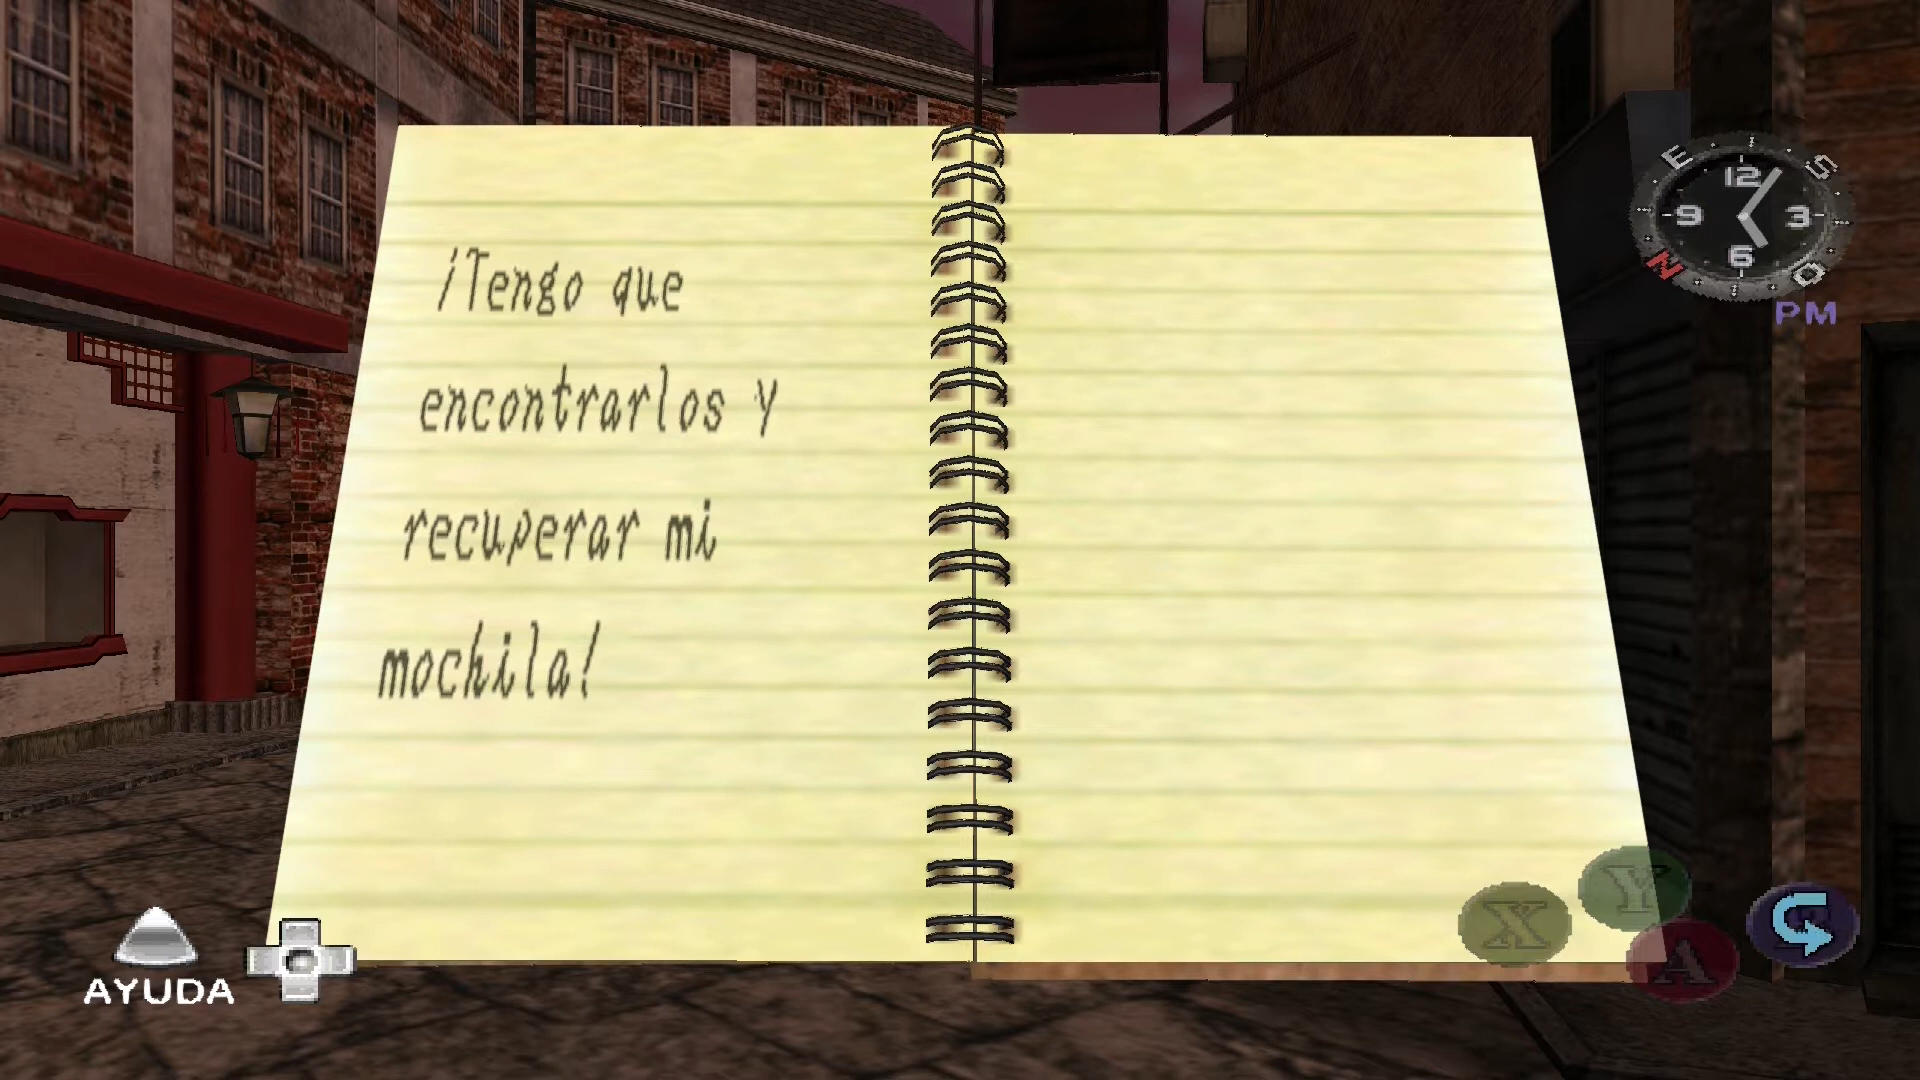 ¡Tengo que
encontrarlos y
recuperar mi
mochila!
E
S
12
9
3
6
N
O
PM
X
Y
A
AYUDA